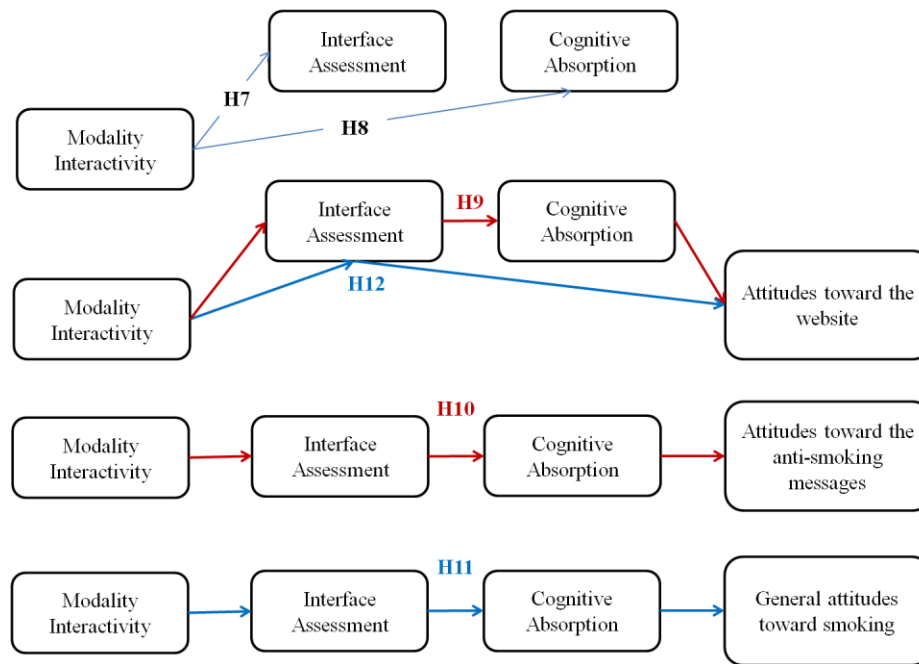 Interface
Assessment
Cognitive
Absorption
H7
H8
Modality
Interactivity
H9
Interface
Assessment
Cognitive
Absorption
H12
Modality
Interactivity
Attitudes toward the
website
H10
Modality
Interactivity
Interface
Assessment
Cognitive
Absorption
Attitudes toward the
anti-smoking
messages
H11
Modality
Interactivity
Interface
Assessment
Cognitive
Absorption
General attitudes
toward smoking